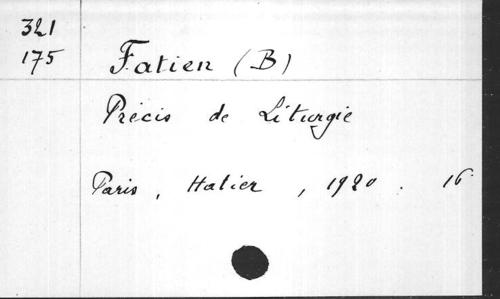 321
175
Fatien (B)
Précis de Liturgie
Paris, Hatier, 1920. 16°